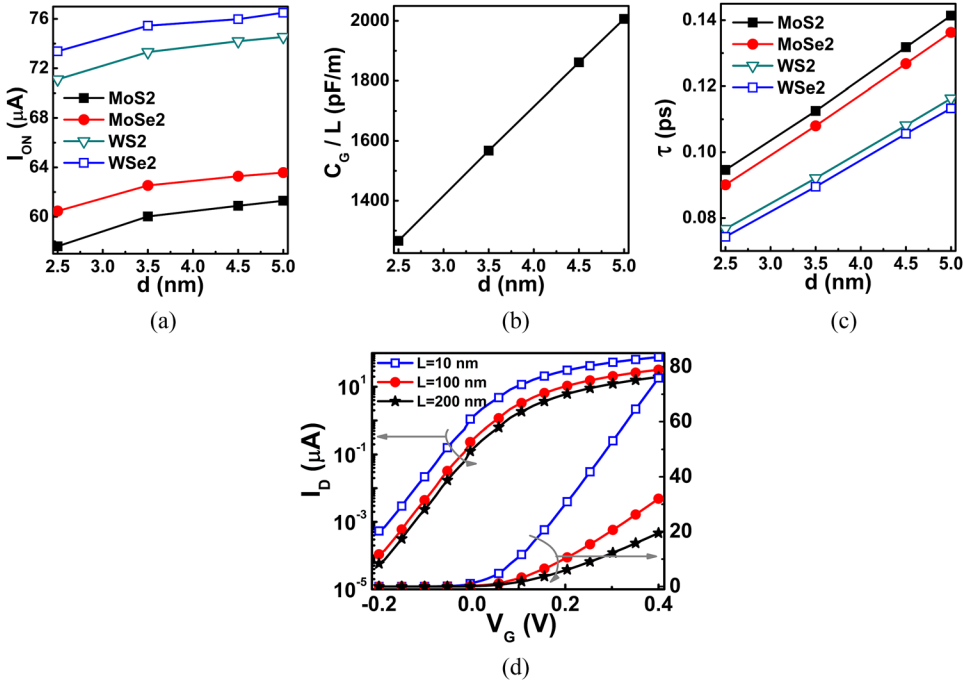 76
72
68
64
60
I_ON (μA)
MoS2
MoSe2
WS2
WSe2
2.5 3.0 3.5 4.0 4.5 5.0
d (nm)
(a)
2000
1800
1600
1400
C_G / L (pF/m)
2.5 3.0 3.5 4.0 4.5 5.0
d (nm)
(b)
0.14
0.12
0.10
0.08
τ (ps)
MoS2
MoSe2
WS2
WSe2
2.5 3.0 3.5 4.0 4.5 5.0
d (nm)
(c)
10^1
10^-1
10^-3
10^-5
I_D (μA)
L=10 nm
L=100 nm
L=200 nm
80
60
40
20
0
-0.2 0.0 0.2 0.4
V_G (V)
(d)